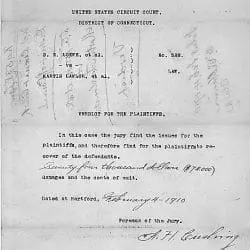 UNITED STATES CIRCUIT COURT,
DISTRICT OF CONNECTICUT.
D. E. LOEWE, et al. No. 528.
- VS -
MARTIN LAWLOR, et al. LAW.
VERDICT FOR THE PLAINTIFFS.
In this case the jury find the issues for the
plaintiffs, and therefore find for the plaintiffs to re-
cover of the defendants.
Seventy four thousand dollars ($74000)
damages and the costs of suit.
Dated at Hartford, February 4-1910
Foreman of the Jury.
Cushing